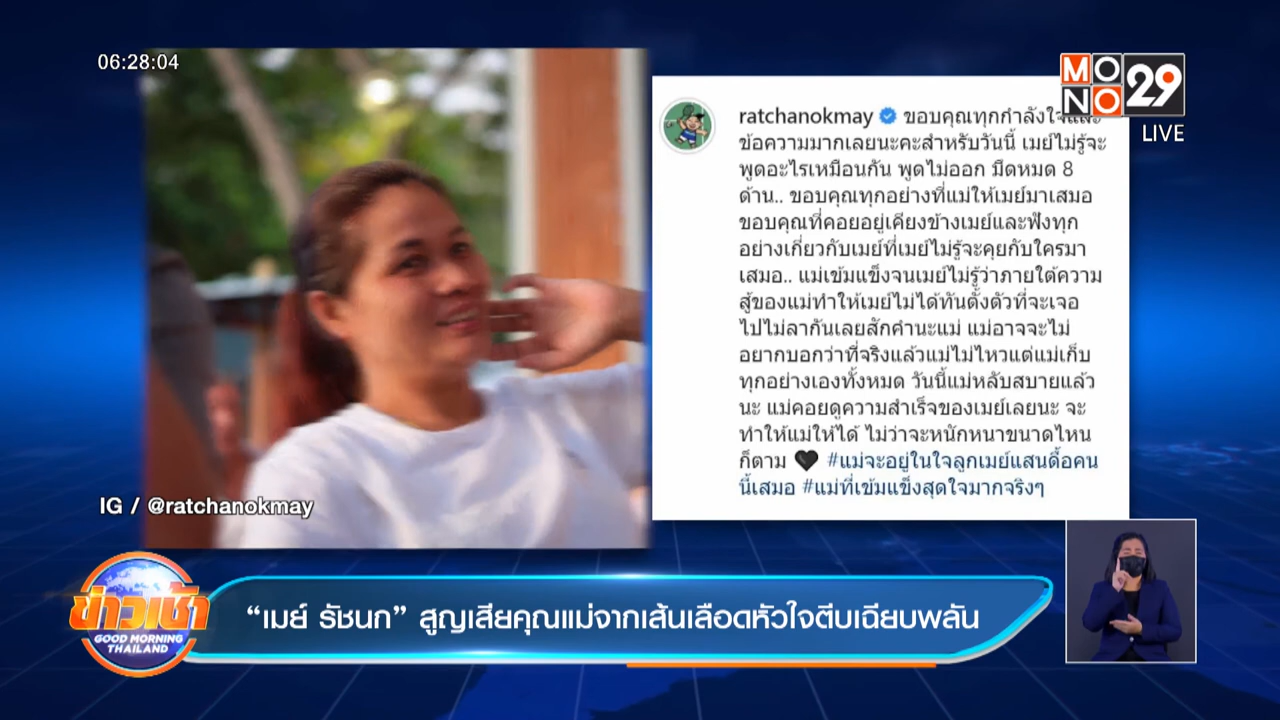 06:28:04
MONO 29
LIVE
ratchanokmay ขอบคุณทุกกำลังใจและ
ข้อความมากเลยนะคะสำหรับวันนี้ เมย์ไม่รู้จะ
พูดอะไรเหมือนกัน พูดไม่ออก มืดหมด 8
ด้าน.. ขอบคุณทุกอย่างที่แม่ให้เมย์มาเสมอ
ขอบคุณที่คอยอยู่เคียงข้างเมย์และฟังทุก
อย่างเกี่ยวกับเมย์ที่เมย์ไม่รู้จะคุยกับใครมา
เสมอ.. แม่เข้มแข็งจนเมย์ไม่รู้ว่าภายใต้ความ
สู้ของแม่ทำให้เมย์ไม่ได้ทันตั้งตัวที่จะเจอ
ไปไม่ลากันเลยสักคำนะแม่ แม่อาจจะไม่
อยากบอกว่าที่จริงแล้วแม่ไม่ไหวแต่แม่เก็บ
ทุกอย่างเองทั้งหมด วันนี้แม่หลับสบายแล้ว
นะ แม่คอยดูความสำเร็จของเมย์เลยนะ จะ
ทำให้แม่ให้ได้ ไม่ว่าจะหนักหนาขนาดไหน
ก็ตาม 🖤 #แม่จะอยู่ในใจลูกเมย์แสนดื้อคน
นี้เสมอ #แม่ที่เข้มแข็งสุดใจมากจริงๆ
IG / @ratchanokmay
ข่าวเช้า
GOOD MORNING
THAILAND
“เมย์ รัชนก” สูญเสียคุณแม่จากเส้นเลือดหัวใจตีบเฉียบพลัน